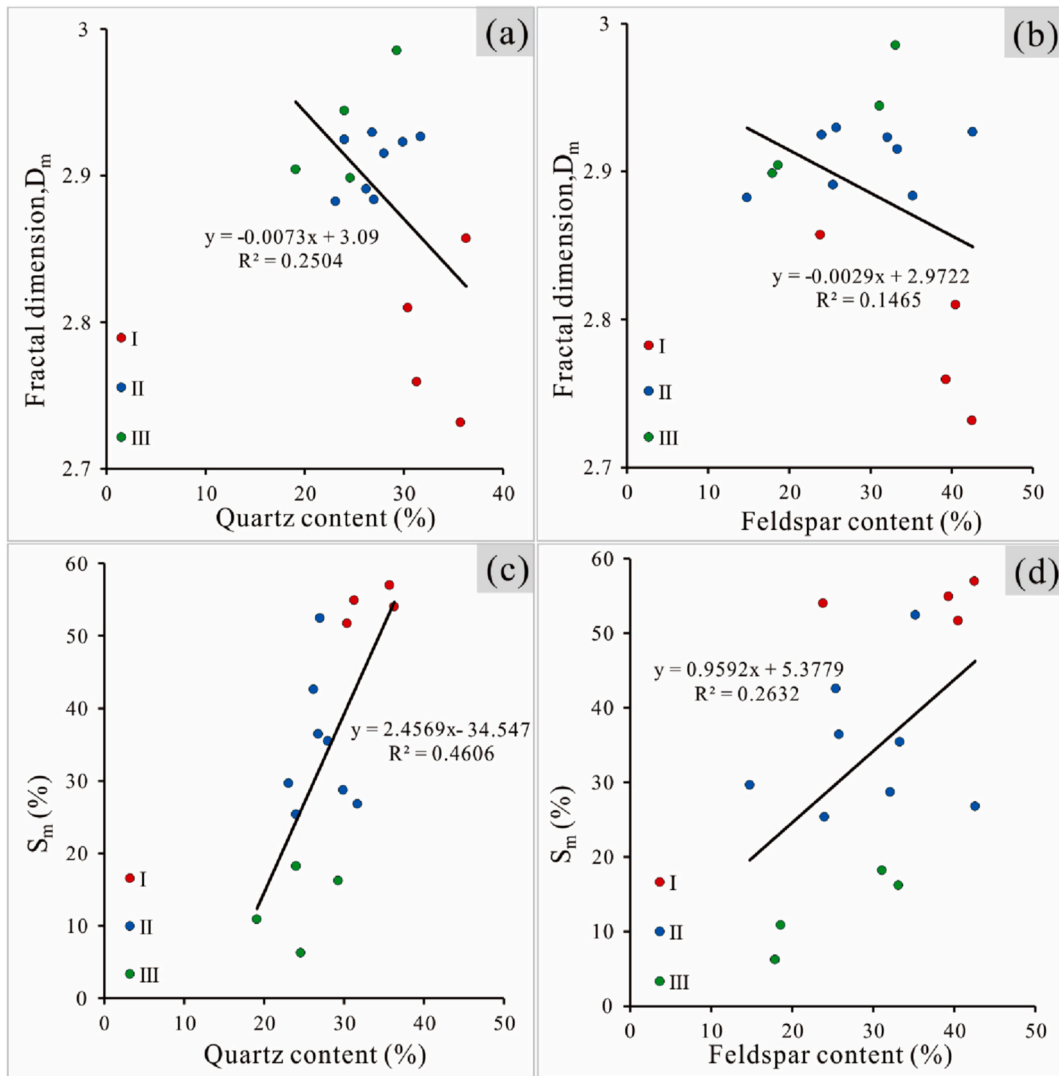 (a)
3
2.9
2.8
2.7
Fractal dimension,Dm
y = -0.0073x + 3.09
R² = 0.2504
I
II
III
0 10 20 30 40
Quartz content (%)
(b)
3
2.9
2.8
2.7
Fractal dimension,Dm
y = -0.0029x + 2.9722
R² = 0.1465
I
II
III
0 10 20 30 40 50
Feldspar content (%)
(c)
60
50
40
30
20
10
0
Sm (%)
y = 2.4569x- 34.547
R² = 0.4606
I
II
III
0 10 20 30 40 50
Quartz content (%)
(d)
60
50
40
30
20
10
0
Sm (%)
y = 0.9592x + 5.3779
R² = 0.2632
I
II
III
0 10 20 30 40 50
Feldspar content (%)